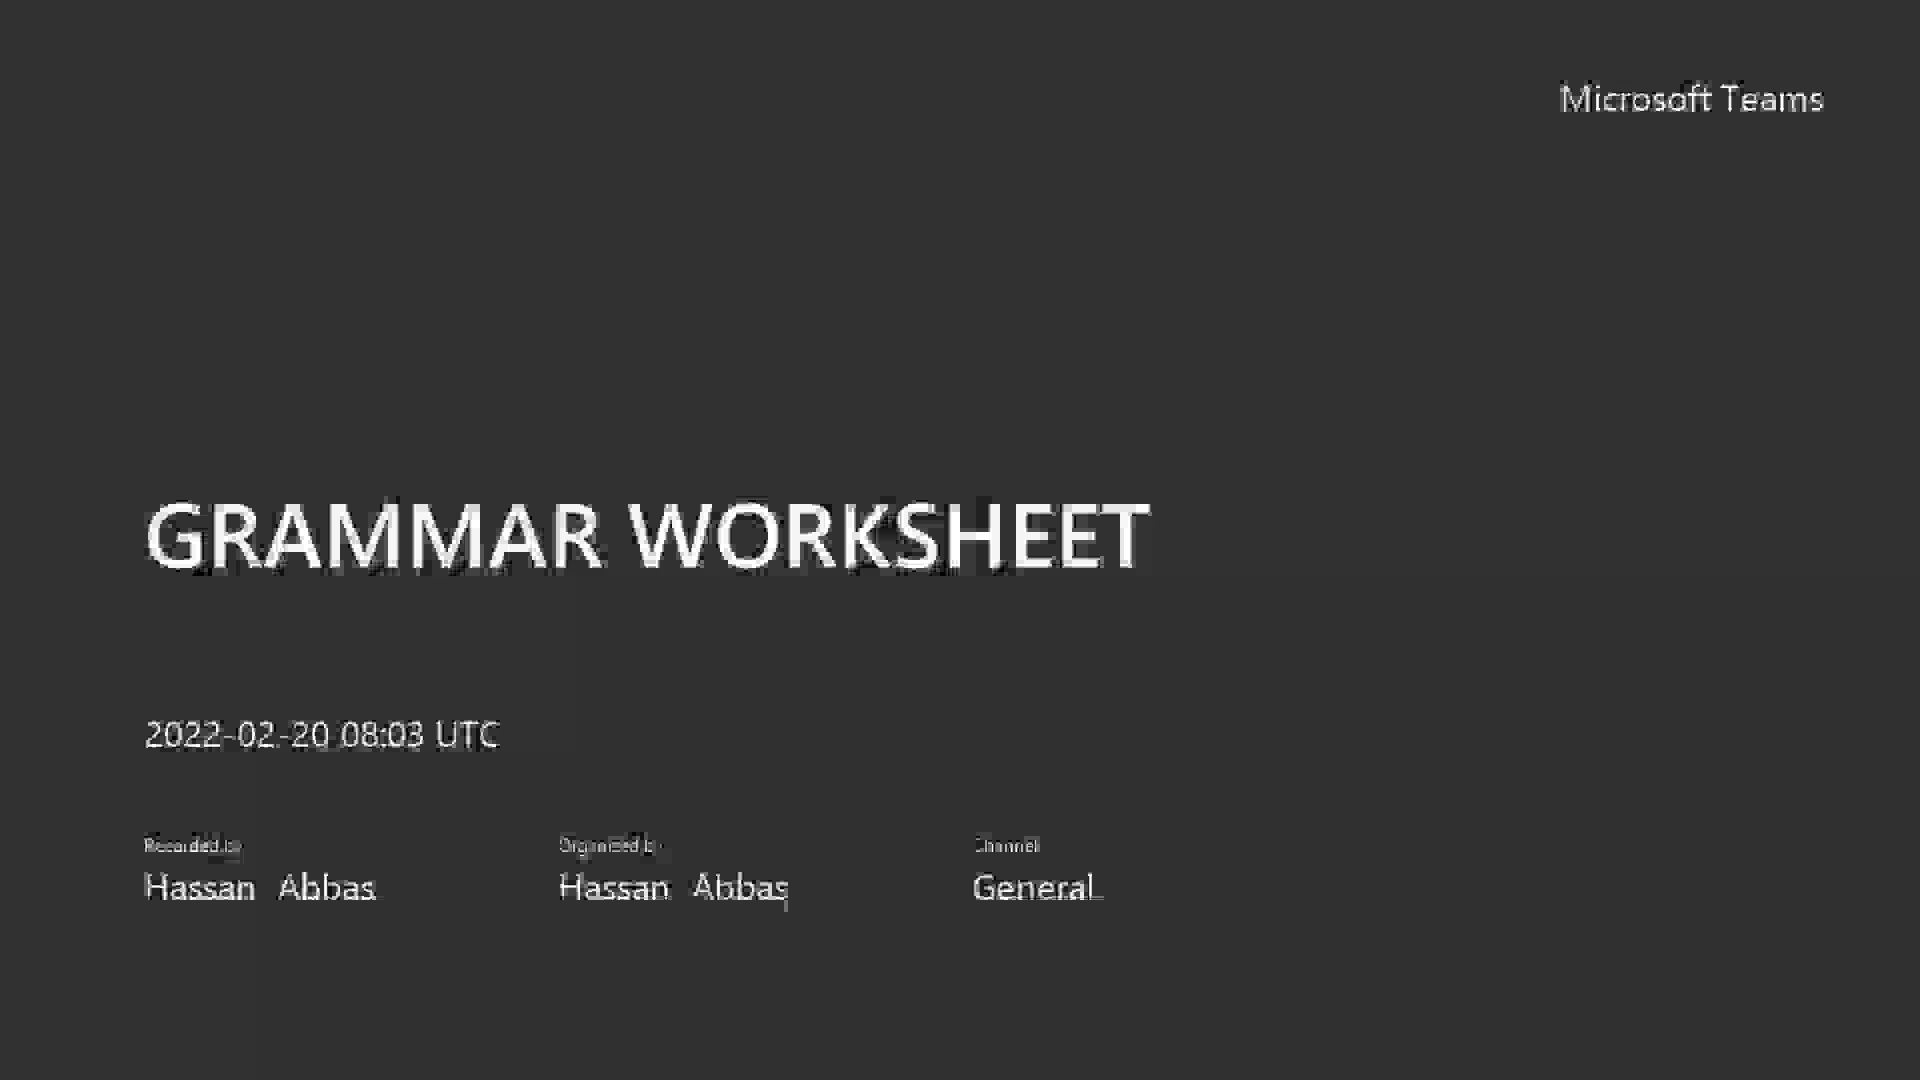 Microsoft Teams
GRAMMAR WORKSHEET
2022-02-20 08:03 UTC
Recorded by
Organized by
Channel
Hassan Abbas
Hassan Abbas
General